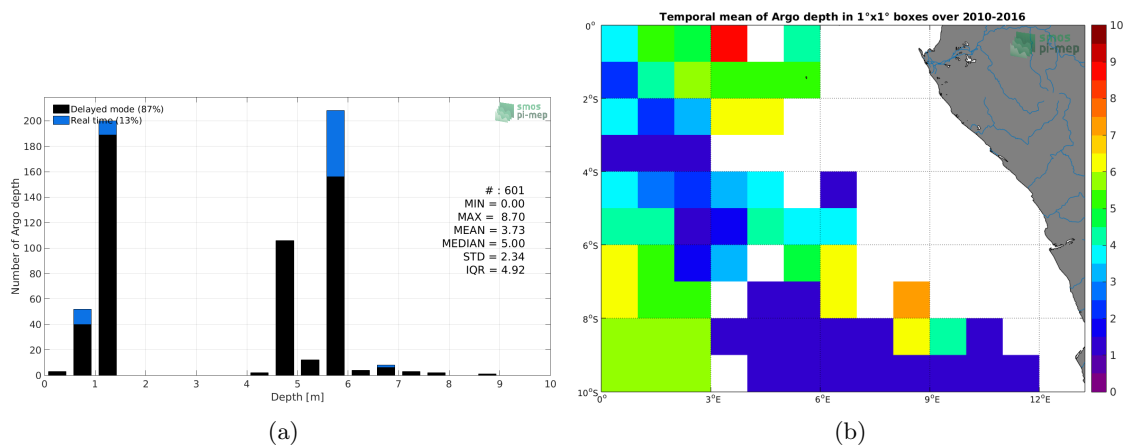 Delayed mode (87%)
Real time (13%)
smos
pi-mep
# : 601
MIN = 0.00
MAX = 8.70
MEAN = 3.73
MEDIAN = 5.00
STD = 2.34
IQR = 4.92
Number of Argo depth
200
180
160
140
120
100
80
60
40
20
0
0 1 2 3 4 5 6 7 8 9 10
Depth [m]
(a)
Temporal mean of Argo depth in 1°x1° boxes over 2010-2016
smos
pi-mep
0°
2°S
4°S
6°S
8°S
10°S
0° 3°E 6°E 9°E 12°E
10
9
8
7
6
5
4
3
2
1
0
(b)